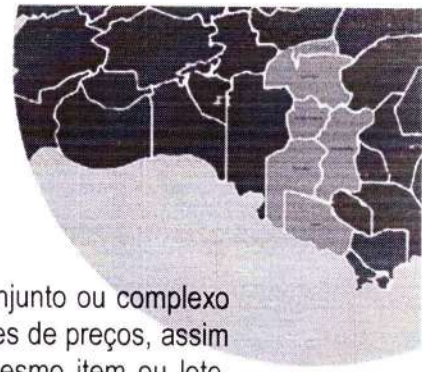 njunto ou complexo
es de preços, assim
esmo item ou lote